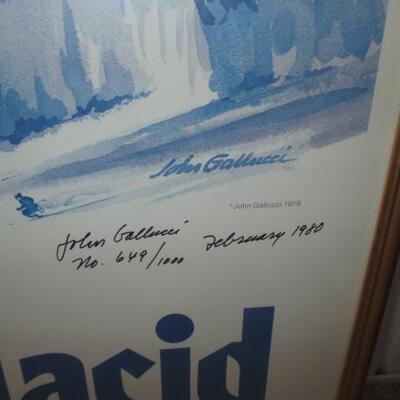 John Gallucci
©John Gallucci 1978
John Gallucci
No. 649/1000 February 1980
lacid